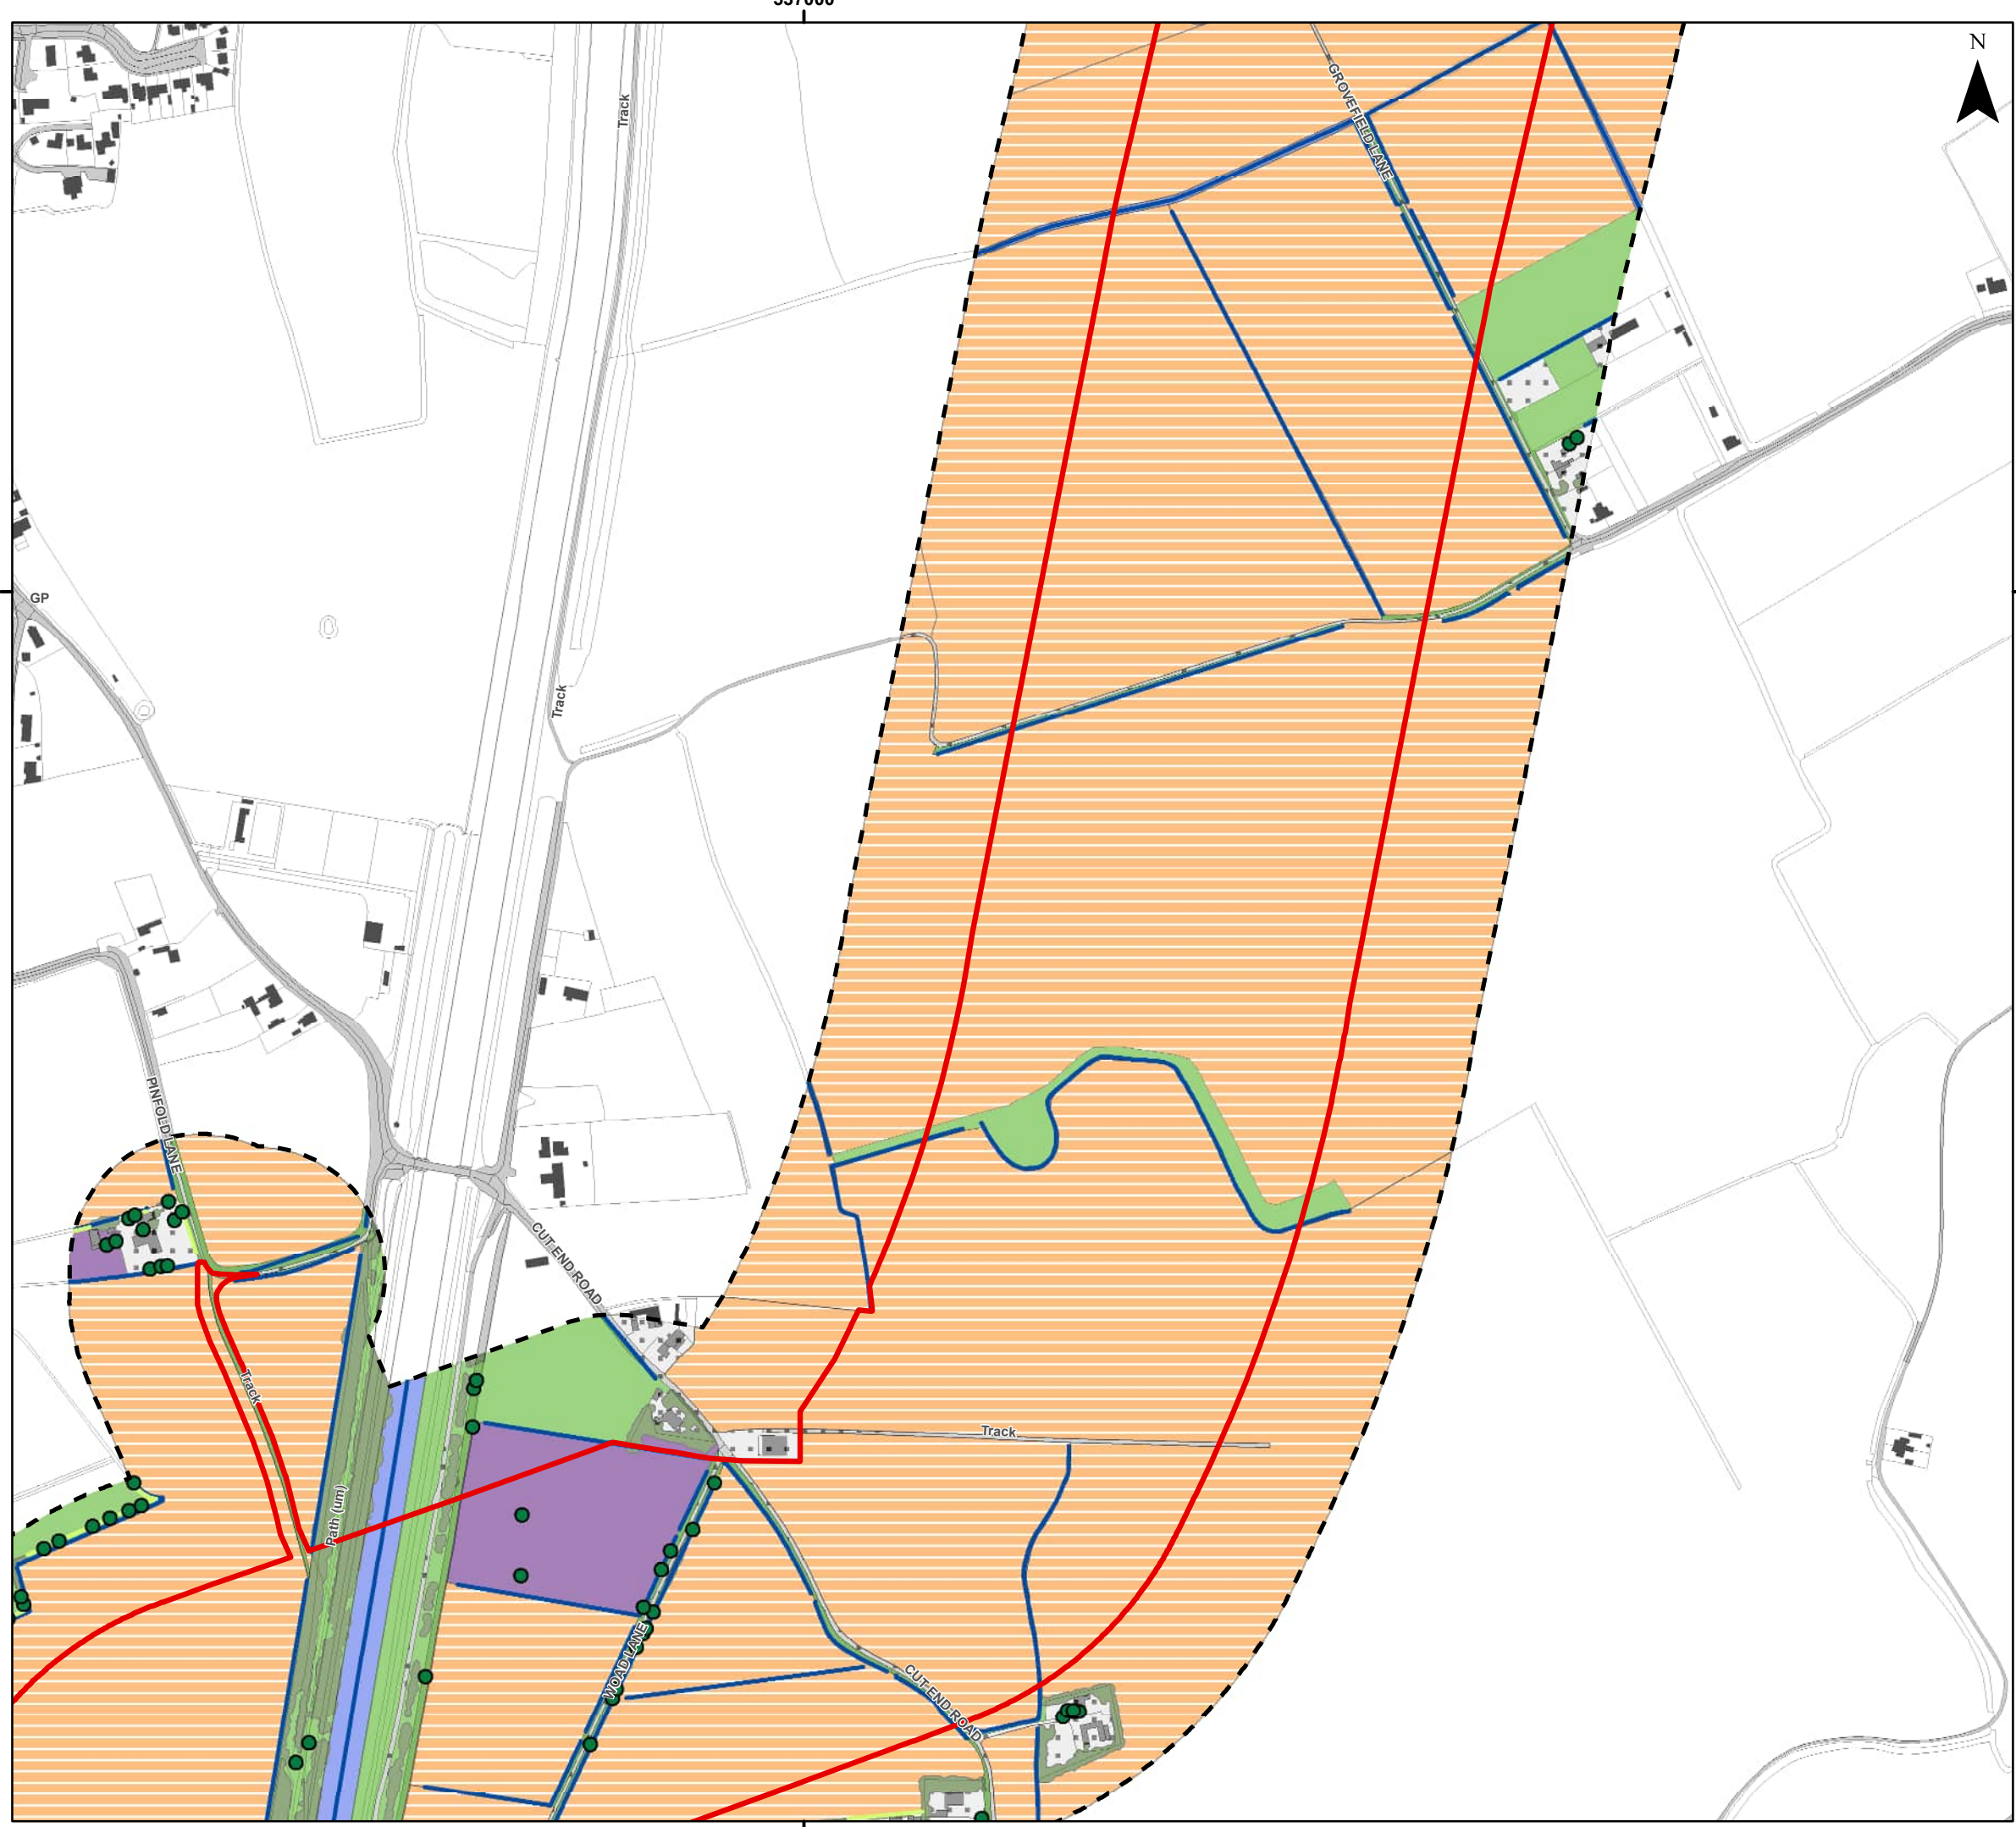 N
Track
GROVEFIELD LANE
GP
Track
PINFOLD LANE
CUT END ROAD
Track
Track
Path (um)
WOAD LANE
CUT END ROAD